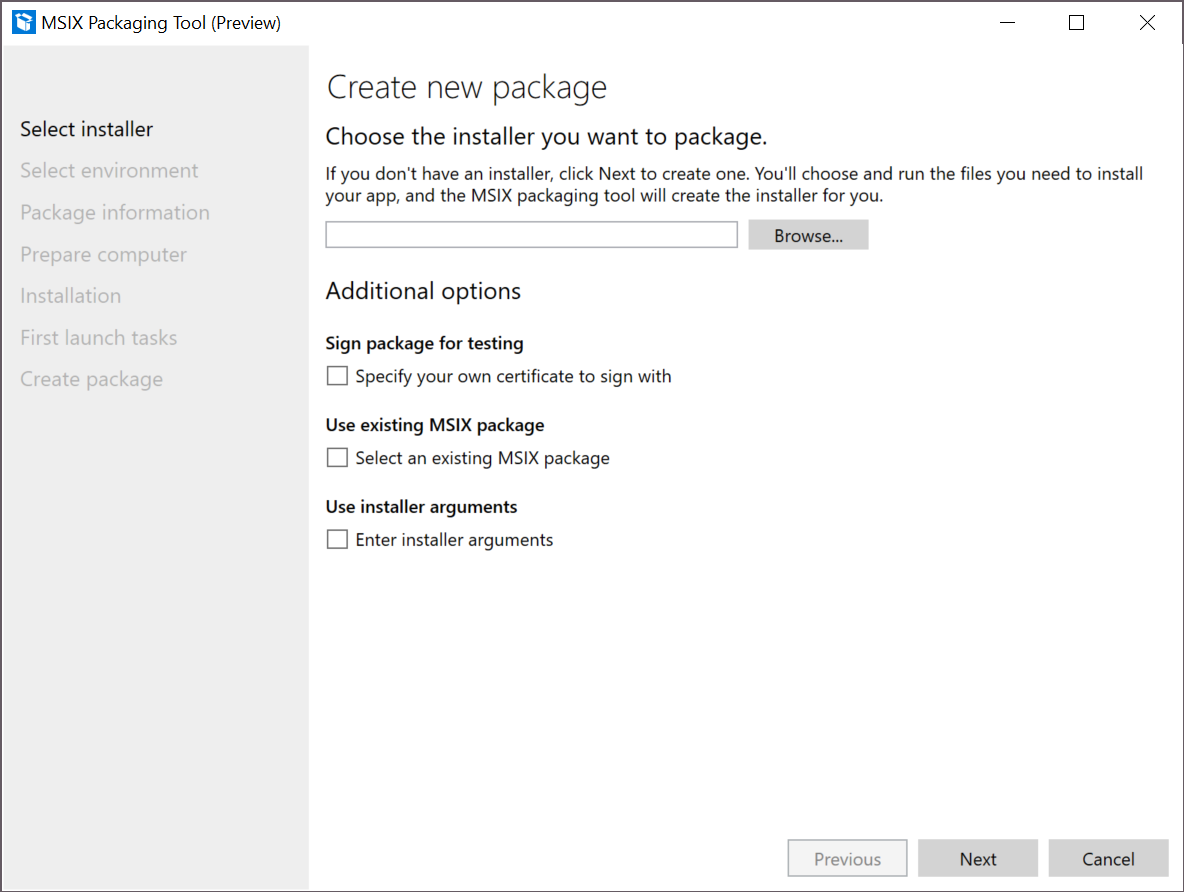 MSIX Packaging Tool (Preview)
Select installer
Select environment
Package information
Prepare computer
Installation
First launch tasks
Create package
Create new package
Choose the installer you want to package.
If you don't have an installer, click Next to create one. You'll choose and run the files you need to install
your app, and the MSIX packaging tool will create the installer for you.
Browse...
Additional options
Sign package for testing
Specify your own certificate to sign with
Use existing MSIX package
Select an existing MSIX package
Use installer arguments
Enter installer arguments
Previous
Next
Cancel